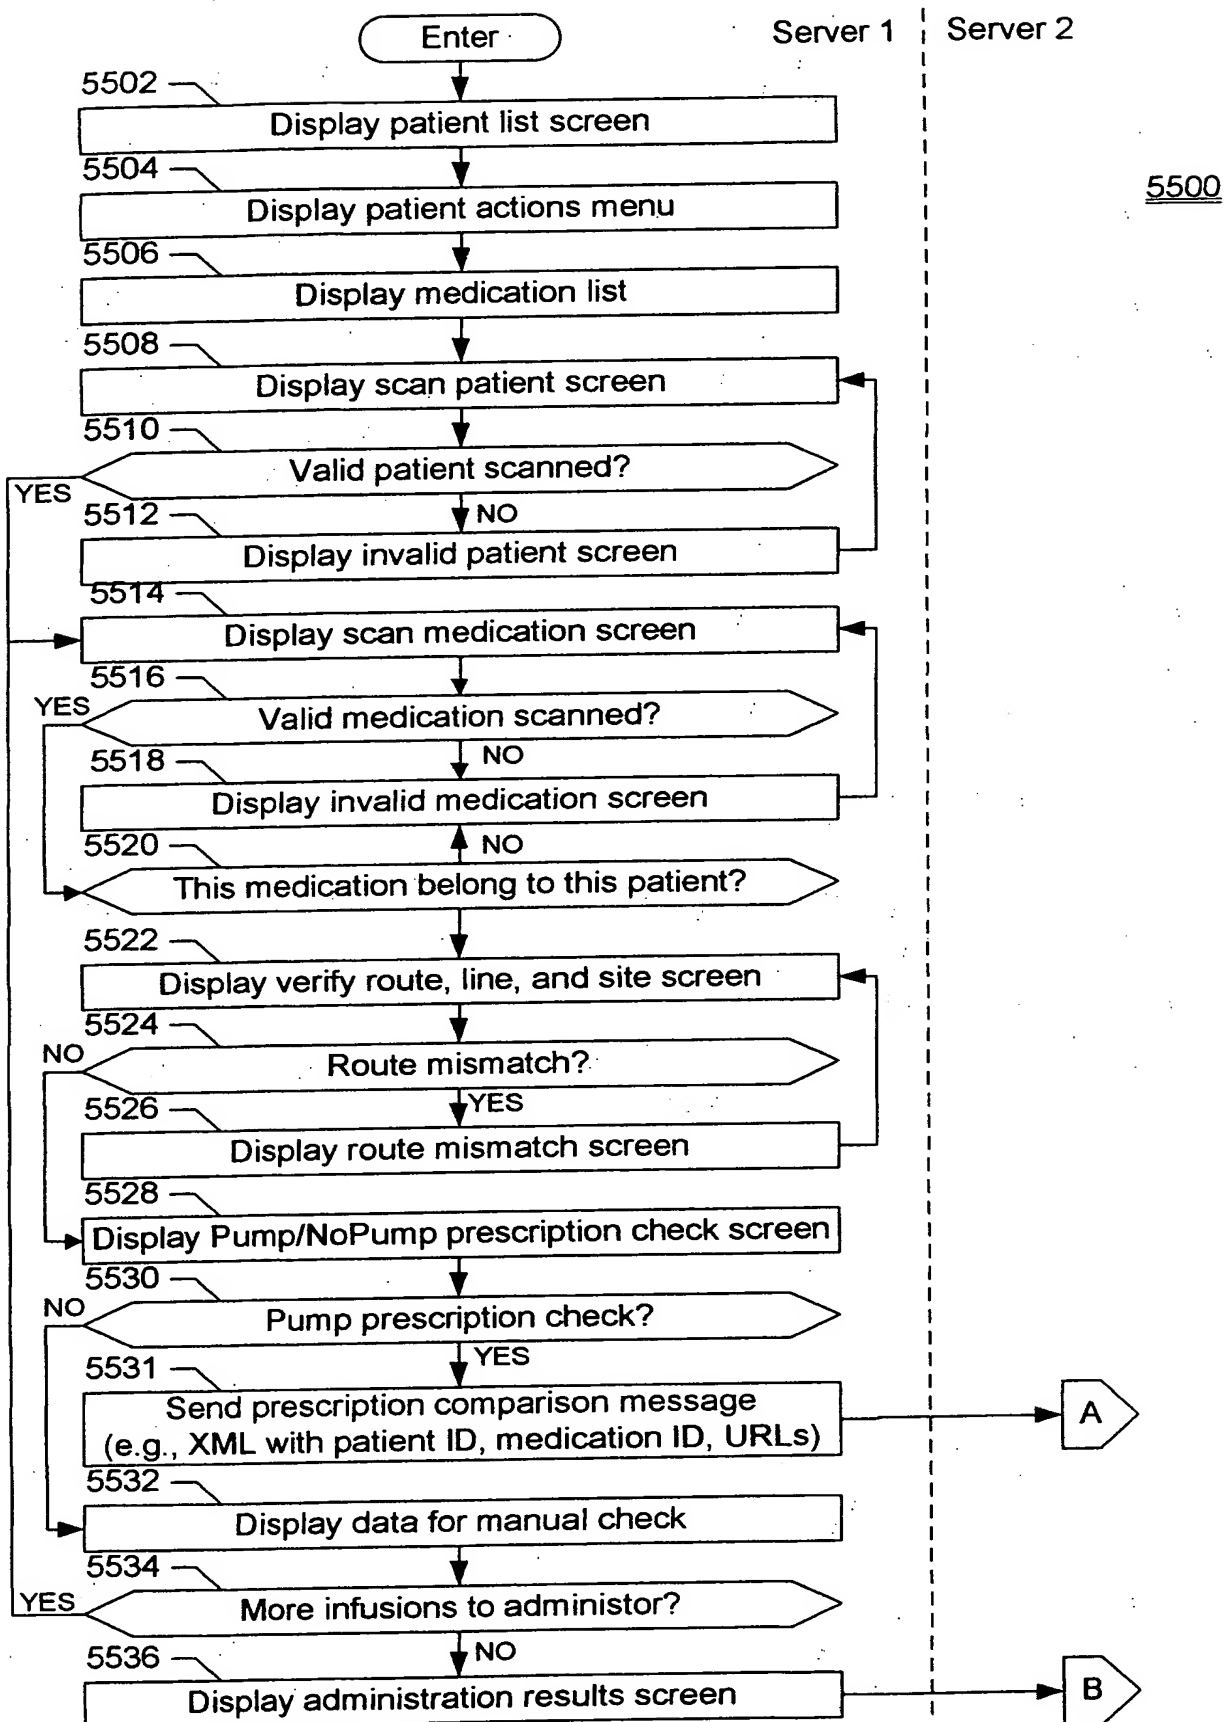 Enter
Server 1
Server 2
5502
Display patient list screen
5504
5500
Display patient actions menu
5506
Display medication list
5508
Display scan patient screen
5510
Valid patient scanned?
YES
NO
5512
Display invalid patient screen
5514
Display scan medication screen
5516
YES
Valid medication scanned?
NO
5518
Display invalid medication screen
NO
5520
This medication belong to this patient?
5522
Display verify route, line, and site screen
5524
NO
Route mismatch?
YES
5526
Display route mismatch screen
5528
Display Pump/NoPump prescription check screen
5530
NO
Pump prescription check?
YES
5531
Send prescription comparison message
(e.g., XML with patient ID, medication ID, URLs)
A
5532
Display data for manual check
5534
YES
More infusions to administor?
NO
5536
Display administration results screen
B